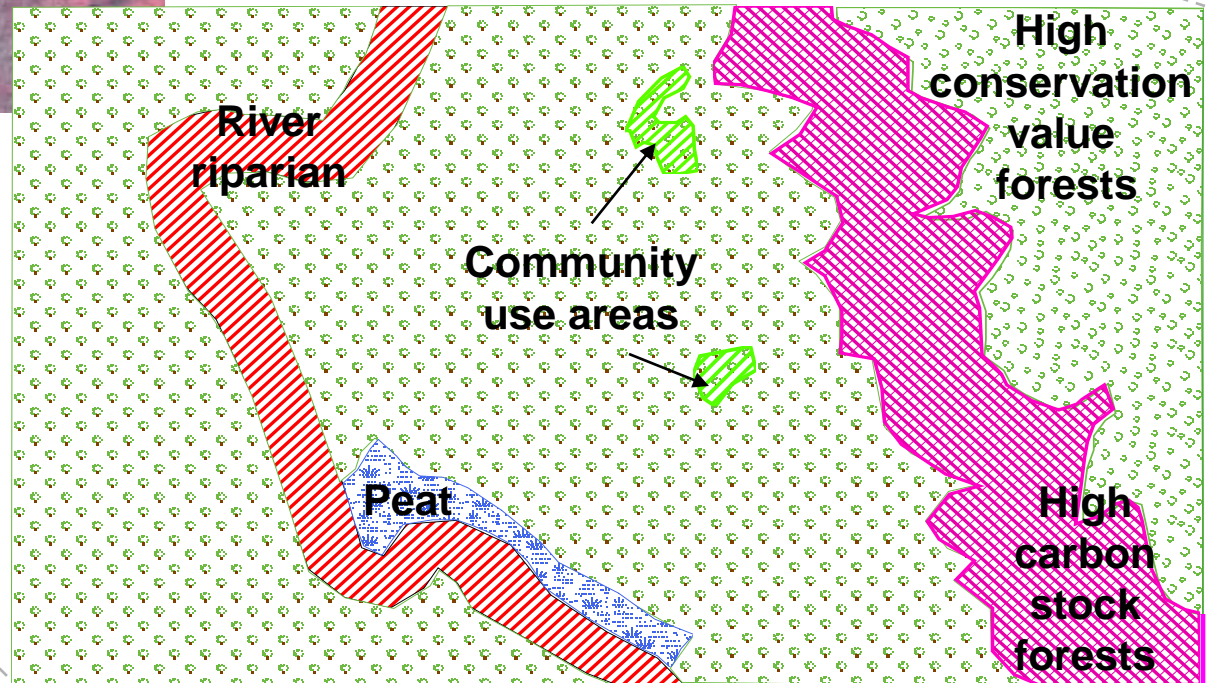 High
conservation
value
forests
River
riparian
Community
use areas
Peat
High
carbon
stock
forests